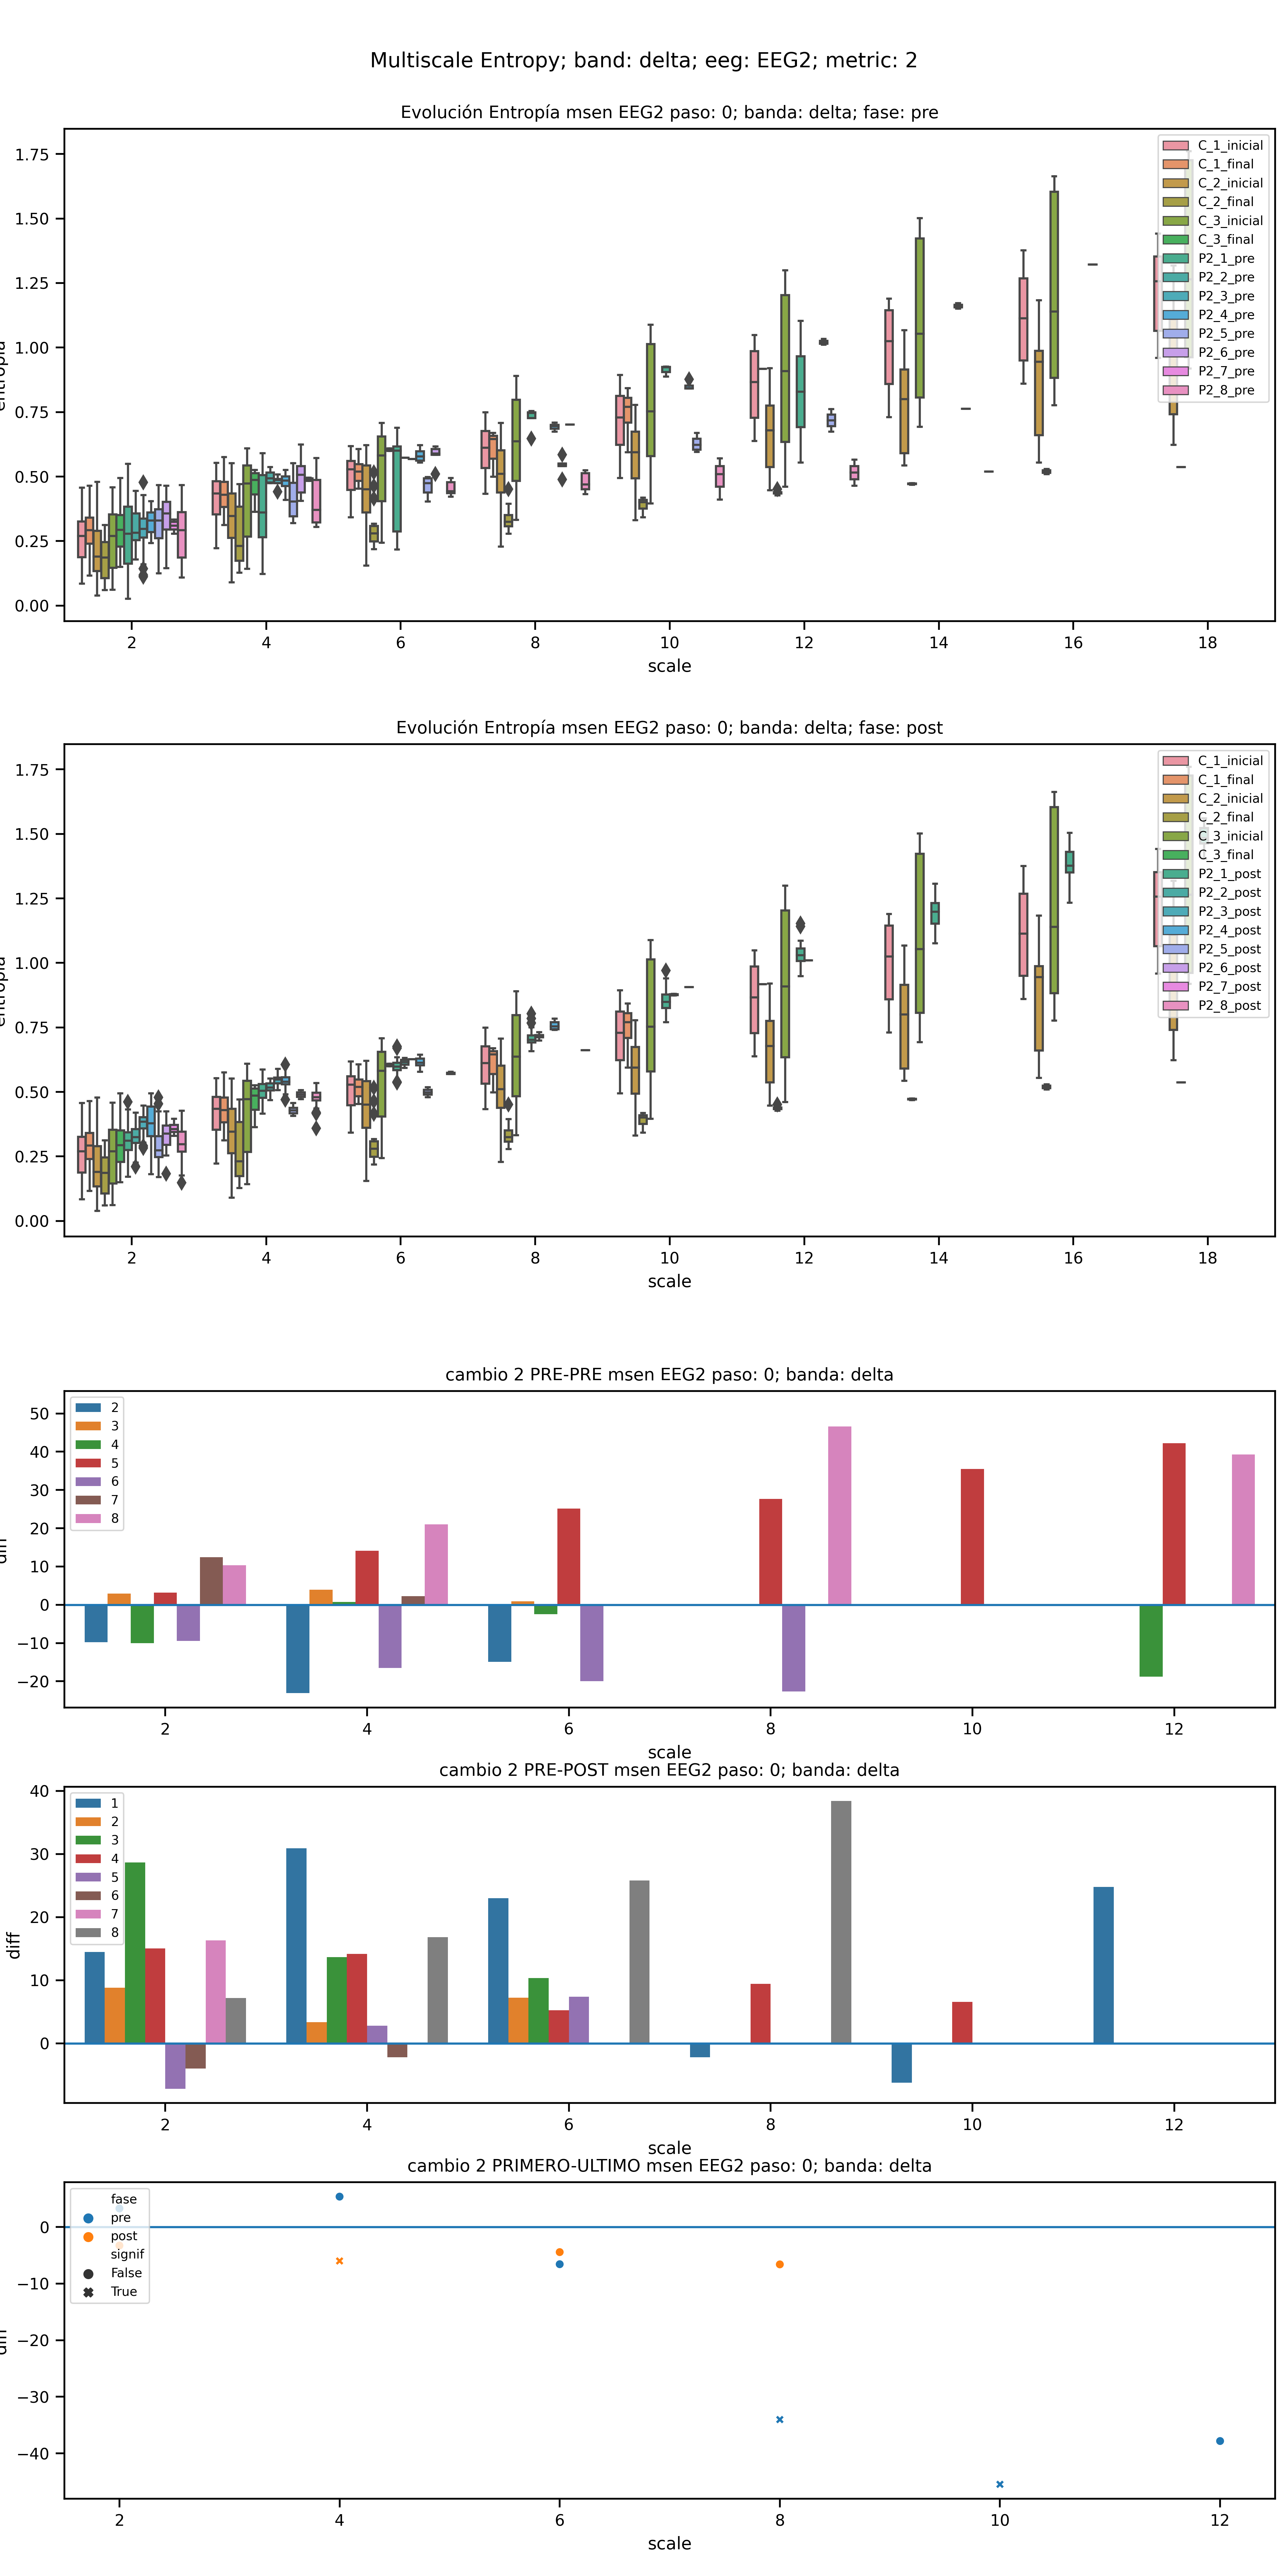 Multiscale Entropy; band: delta; eeg: EEG2; metric: 2
Evolución Entropía msen EEG2 paso: 0; banda: delta; fase: pre
1.75
1.50
1.25
1.00
0.75
0.50
0.25
0.00
C_1_inicial
C_1_final
C_2_inicial
C_2_final
C_3_inicial
C_3_final
P2_1_pre
P2_2_pre
P2_3_pre
P2_4_pre
P2_5_pre
P2_6_pre
P2_7_pre
P2_8_pre
2 4 6 8 10 12 14 16 18
scale
Evolución Entropía msen EEG2 paso: 0; banda: delta; fase: post
1.75
1.50
1.25
1.00
0.75
0.50
0.25
0.00
C_1_inicial
C_1_final
C_2_inicial
C_2_final
C_3_inicial
C_3_final
P2_1_post
P2_2_post
P2_3_post
P2_4_post
P2_5_post
P2_6_post
P2_7_post
P2_8_post
2 4 6 8 10 12 14 16 18
scale
cambio 2 PRE-PRE msen EEG2 paso: 0; banda: delta
50
40
30
20
10
0
−10
−20
2
3
4
5
6
7
8
2 4 6 8 10 12
scale
cambio 2 PRE-POST msen EEG2 paso: 0; banda: delta
40
30
20
10
0
diff
1
2
3
4
5
6
7
8
2 4 6 8 10 12
scale
cambio 2 PRIMERO-ULTIMO msen EEG2 paso: 0; banda: delta
0
−10
−20
−30
−40
fase
pre
post
signif
False
True
2 4 6 8 10 12
scale